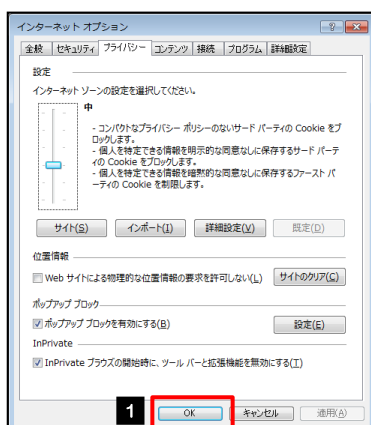 インターネット オプション
全般 セキュリティ プライバシー コンテンツ 接続 プログラム 詳細設定
設定
インターネット ゾーンの設定を選択してください。
中
- コンパクトなプライバシー ポリシーのないサード パーティの Cookie をブ
ロックします。
- 個人を特定できる情報を明示的な同意なしに保存するサード パーテ
ィの Cookie をブロックします。
- 個人を特定できる情報を暗黙的な同意なしに保存するファースト パ
ーティの Cookie を制限します。
サイト(S) インポート(I) 詳細設定(V) 既定(D)
位置情報
Web サイトによる物理的な位置情報の要求を許可しない(L) サイトのクリア(C)
ポップアップ ブロック
ポップアップ ブロックを有効にする(B) 設定(E)
InPrivate
InPrivate ブラウズの開始時に、ツール バーと拡張機能を無効にする(T)
1 OK キャンセル 適用(A)